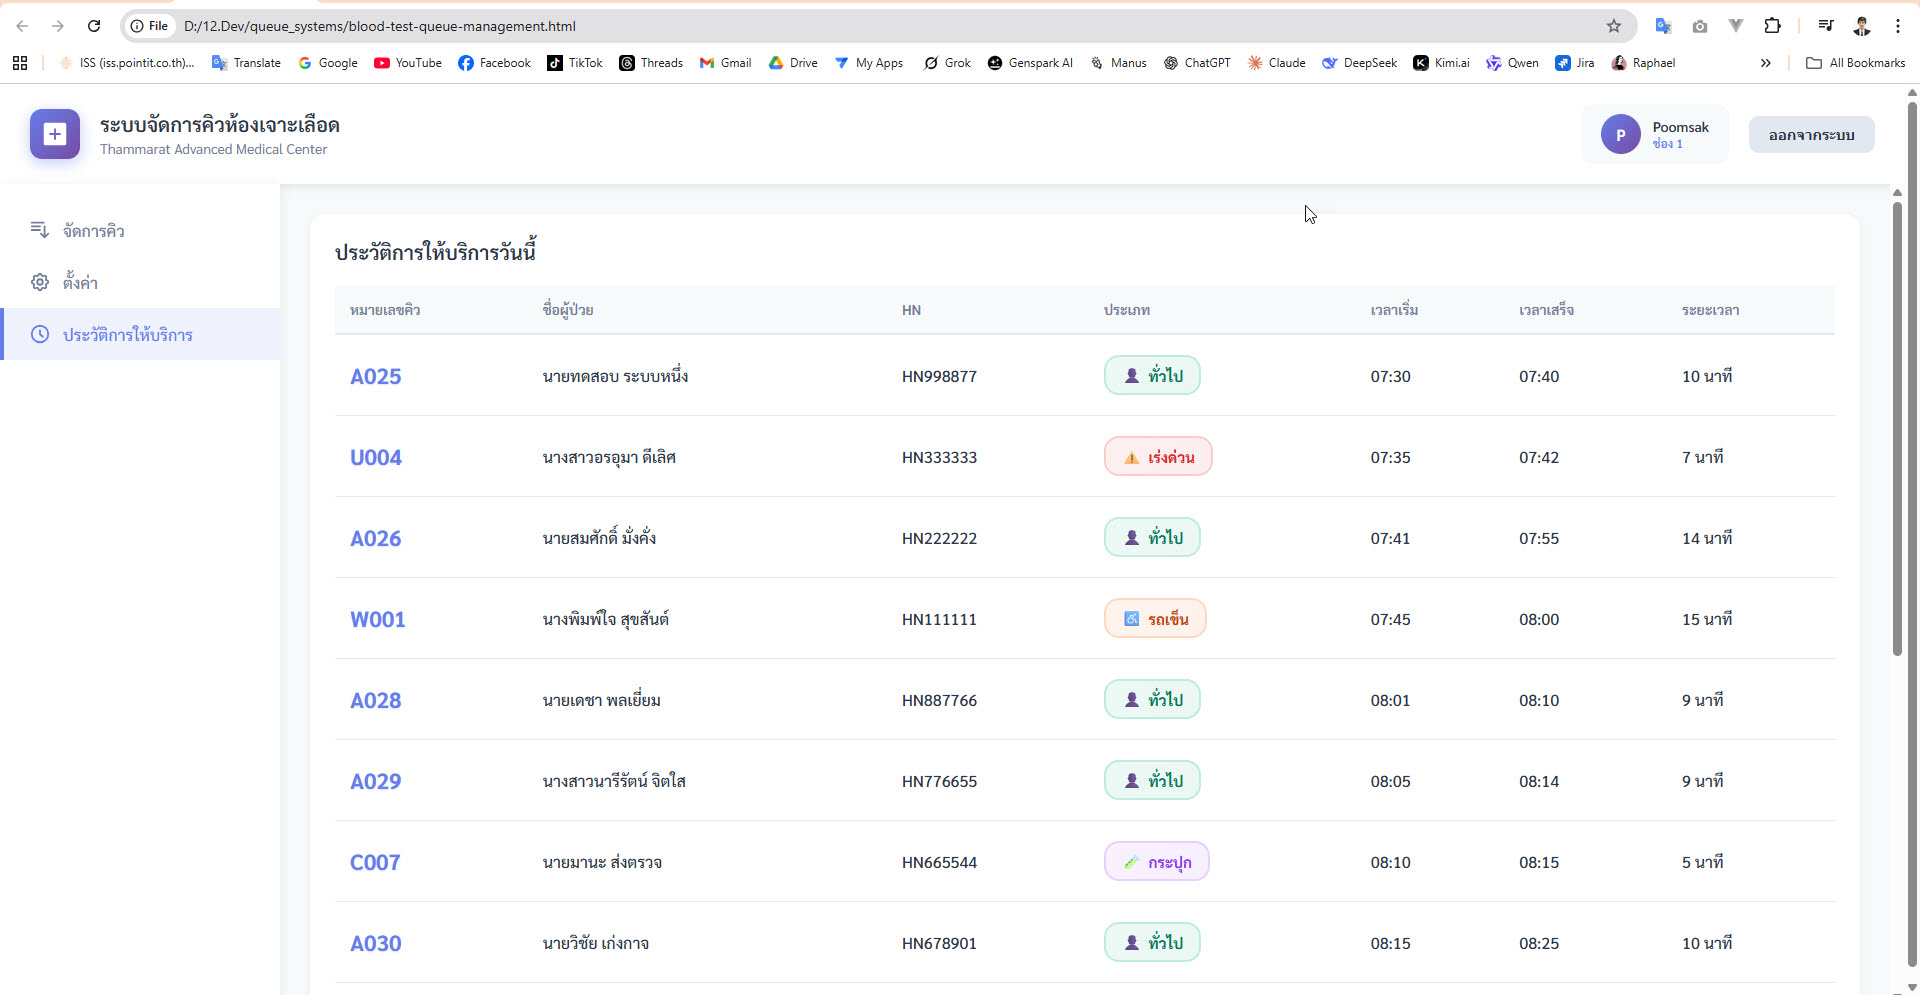 File D:/12.Dev/queue_systems/blood-test-queue-management.html
ISS (iss.pointit.co.th)... Translate Google YouTube Facebook TikTok Threads Gmail Drive My Apps Grok Genspark AI Manus ChatGPT Claude DeepSeek Kimi.ai Qwen Jira Raphael » All Bookmarks
ระบบจัดการคิวห้องเจาะเลือด
Thammarat Advanced Medical Center
P Poomsak
ช่อง 1
ออกจากระบบ
จัดการคิว
ตั้งค่า
ประวัติการให้บริการ
ประวัติการให้บริการวันนี้
หมายเลขคิว ชื่อผู้ป่วย HN ประเภท เวลาเริ่ม เวลาเสร็จ ระยะเวลา
A025 นายทดสอบ ระบบหนึ่ง HN998877 ทั่วไป 07:30 07:40 10 นาที
U004 นางสาวอรอุมา ดีเลิศ HN333333 เร่งด่วน 07:35 07:42 7 นาที
A026 นายสมศักดิ์ มั่งคั่ง HN222222 ทั่วไป 07:41 07:55 14 นาที
W001 นางพิมพ์ใจ สุขสันต์ HN111111 รถเข็น 07:45 08:00 15 นาที
A028 นายเดชา พลเยี่ยม HN887766 ทั่วไป 08:01 08:10 9 นาที
A029 นางสาวนารีรัตน์ จิตใส HN776655 ทั่วไป 08:05 08:14 9 นาที
C007 นายมานะ ส่งตรวจ HN665544 กระปุก 08:10 08:15 5 นาที
A030 นายวิชัย เก่งกาจ HN678901 ทั่วไป 08:15 08:25 10 นาที